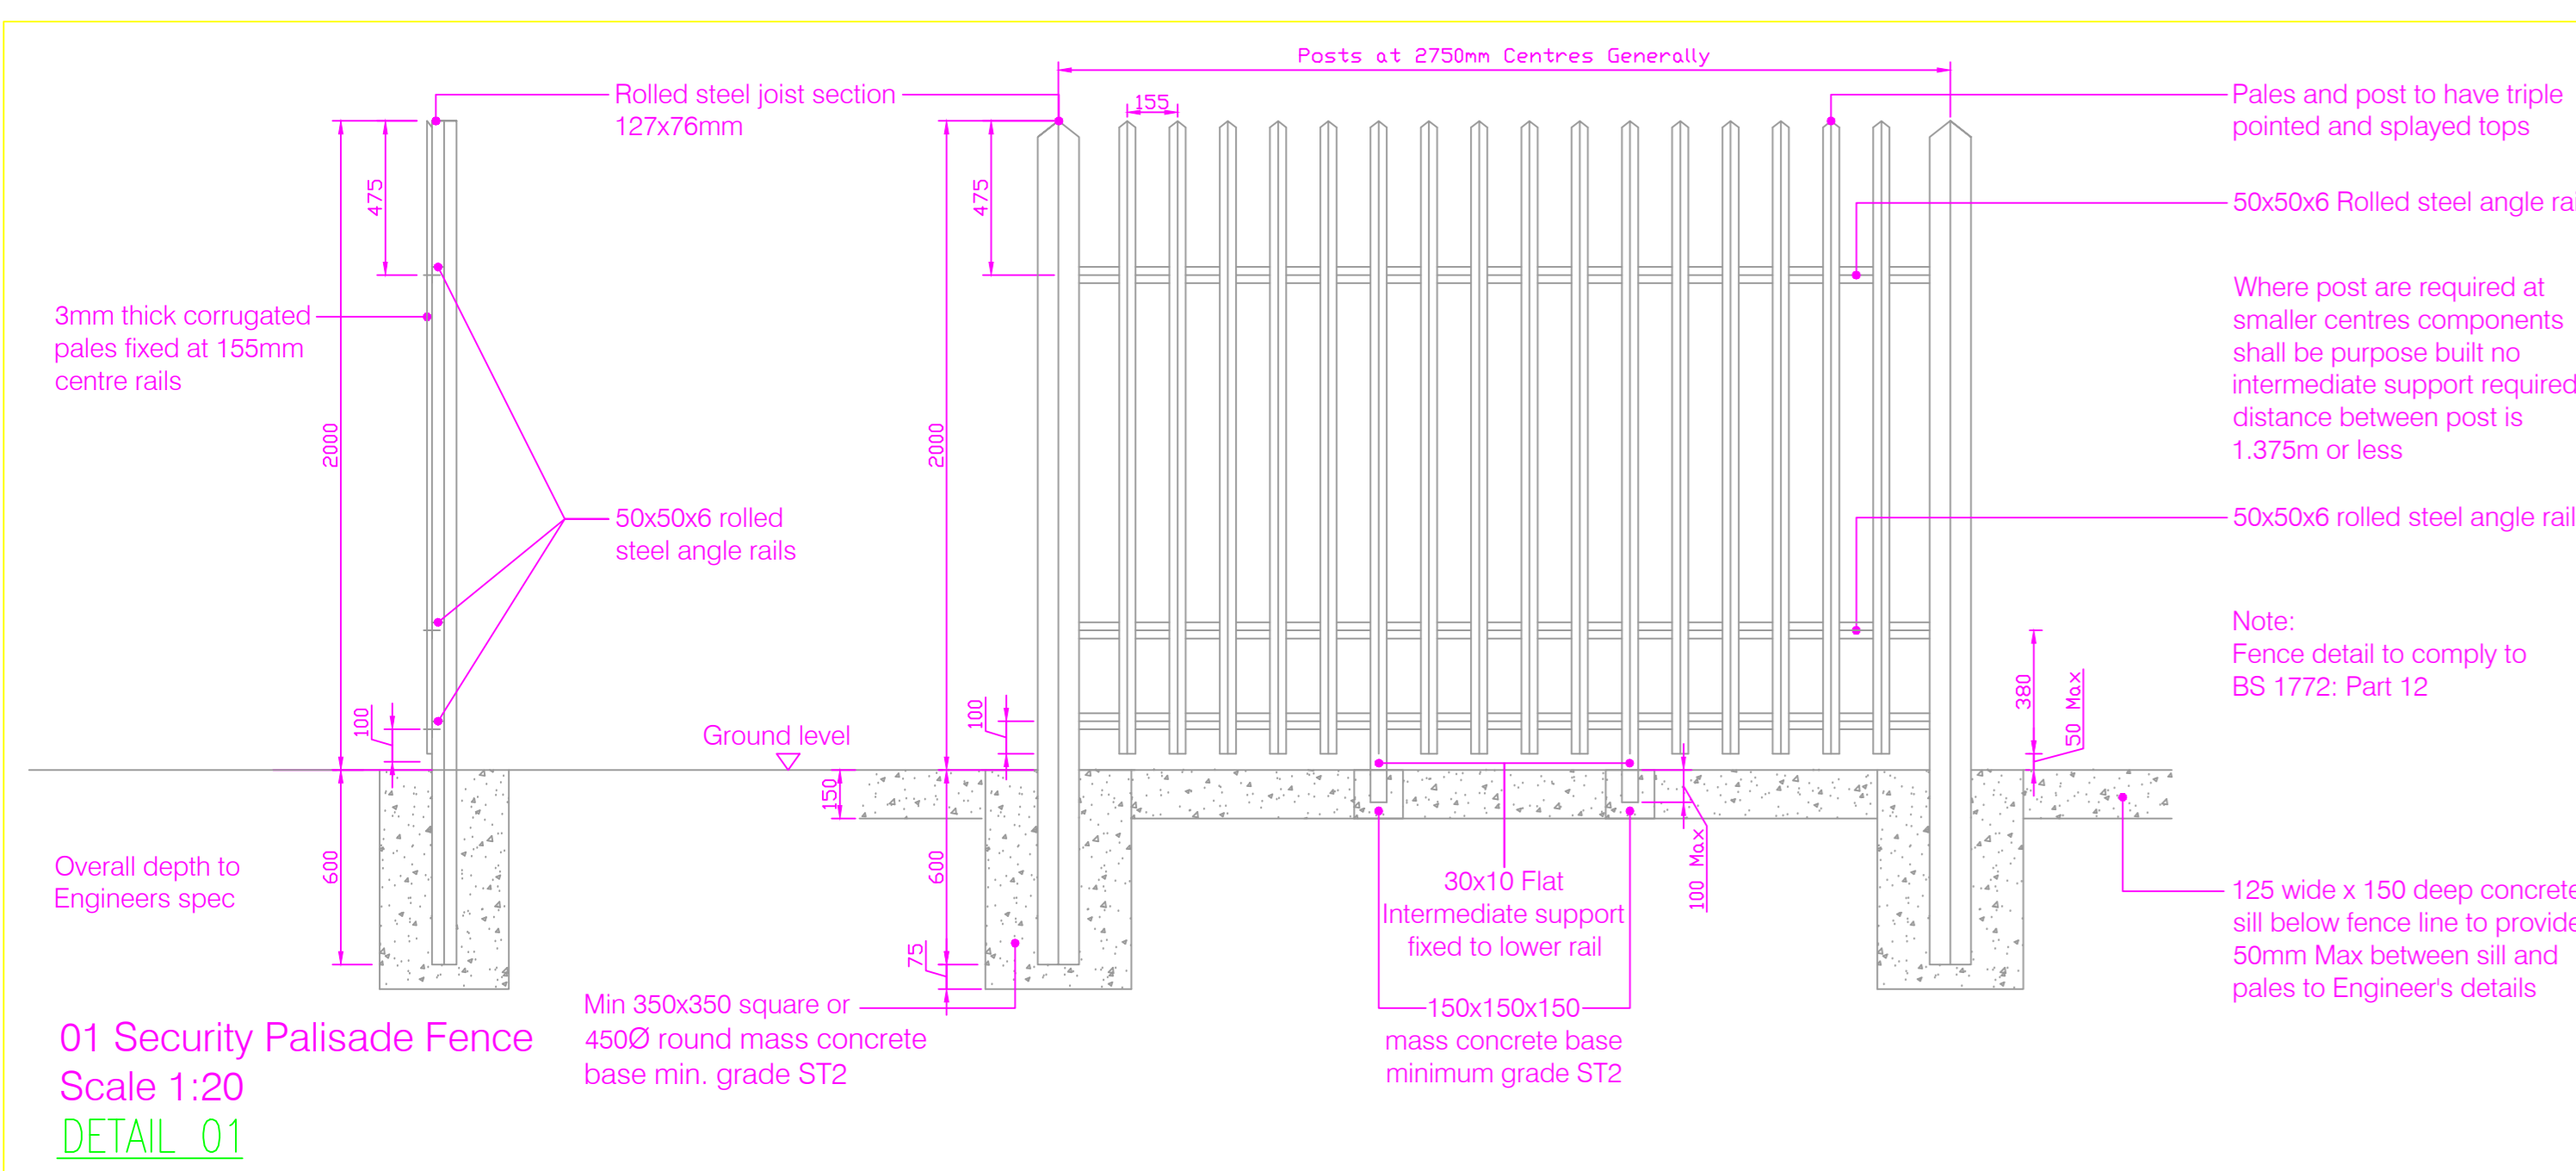 Posts at 2750mm Centres Generally
Rolled steel joist section
127x76mm
155
475
475
2000
2000
3mm thick corrugated
pales fixed at 155mm
centre rails
50x50x6 rolled
steel angle rails
100
100
Ground level
150
600
600
75
Overall depth to
Engineers spec
Min 350x350 square or
450Ø round mass concrete
base min. grade ST2
30x10 Flat
Intermediate support
fixed to lower rail
150x150x150
mass concrete base
minimum grade ST2
100 Max
380
50 Max
Pales and post to have triple
pointed and splayed tops
50x50x6 Rolled steel angle
Where post are required at
smaller centres components
shall be purpose built no
intermediate support required
distance between post is
1.375m or less
50x50x6 rolled steel angle rail
Note:
Fence detail to comply to
BS 1772: Part 12
125 wide x 150 deep concrete
sill below fence line to provide
50mm Max between sill and
pales to Engineer's details
01 Security Palisade Fence
Scale 1:20
DETAIL 01